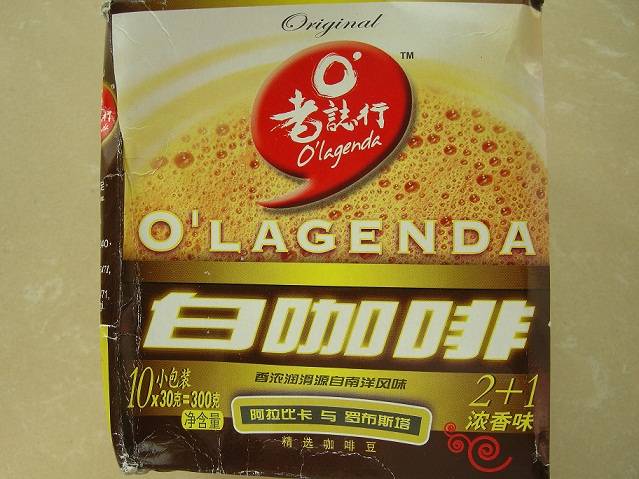 Original
O'
TM
老誌行
O'lagenda
O'LAGENDA
白咖啡
10小包装
x30克=300克
净含量
香浓润滑源自南洋风味
2+1
浓香味
阿拉比卡 与 罗布斯塔
精选咖啡豆